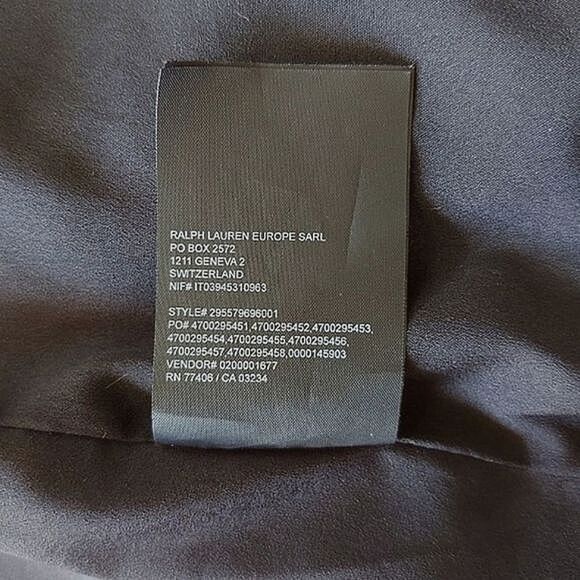 RALPH LAUREN EUROPE SARL
PO BOX 2572
1211 GENEVA 2
SWITZERLAND
NIF# IT03945310963
STYLE# 295579696001
PO# 4700295451,4700295452,4700295453,
4700295454,4700295455,4700295456,
4700295457,4700295458,0000145903
VENDOR# 0200001677
RN 77406 / CA 03234